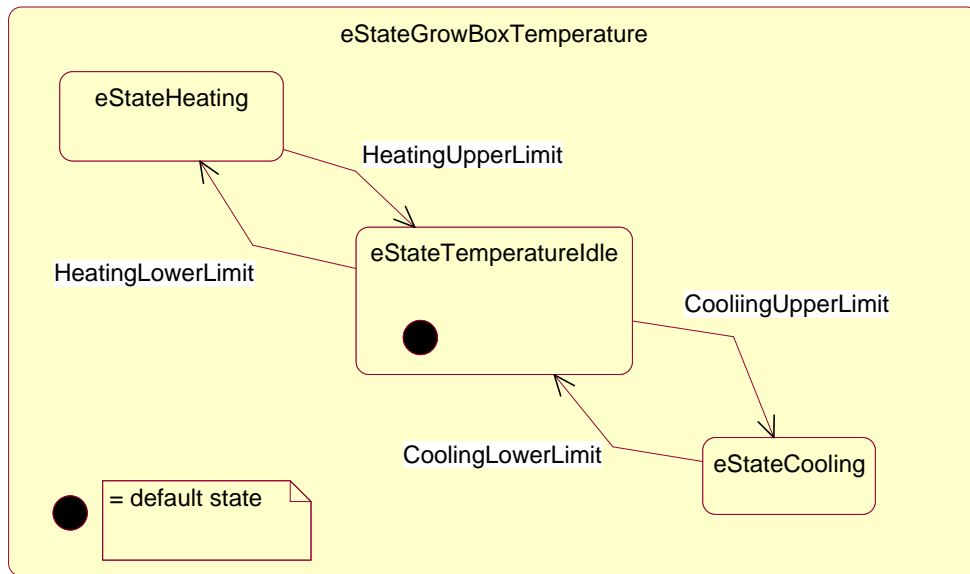 eStateGrowBoxTemperature
eStateHeating
HeatingUpperLimit
eStateTemperatureIdle
HeatingLowerLimit
CooliingUpperLimit
CoolingLowerLimit
eStateCooling
= default state